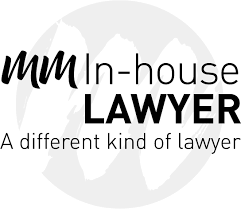 MM In-house
LAWYER
A different kind of lawyer